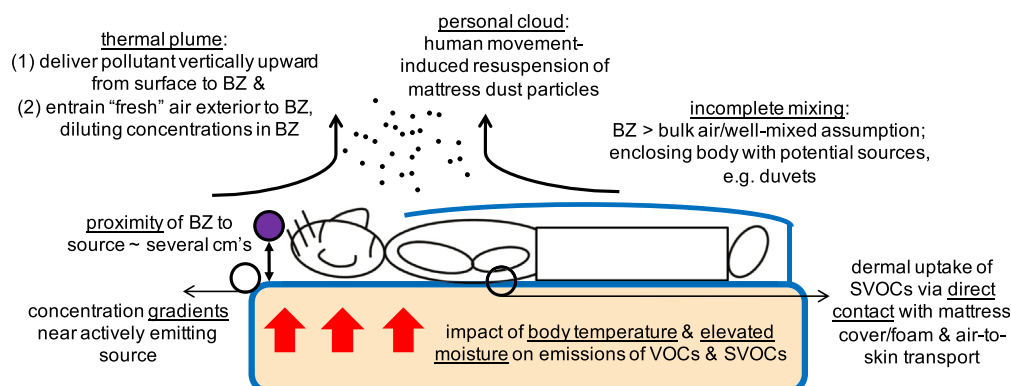 thermal plume:
(1) deliver pollutant vertically upward
from surface to BZ &
(2) entrain “fresh” air exterior to BZ,
diluting concentrations in BZ
personal cloud:
human movement-
induced resuspension of
mattress dust particles
incomplete mixing:
BZ > bulk air/well-mixed assumption;
enclosing body with potential sources,
e.g. duvets
proximity of BZ to
source ~ several cm’s
concentration gradients
near actively emitting
source
impact of body temperature & elevated
moisture on emissions of VOCs & SVOCs
dermal uptake of
SVOCs via direct
contact with mattress
cover/foam & air-to-
skin transport